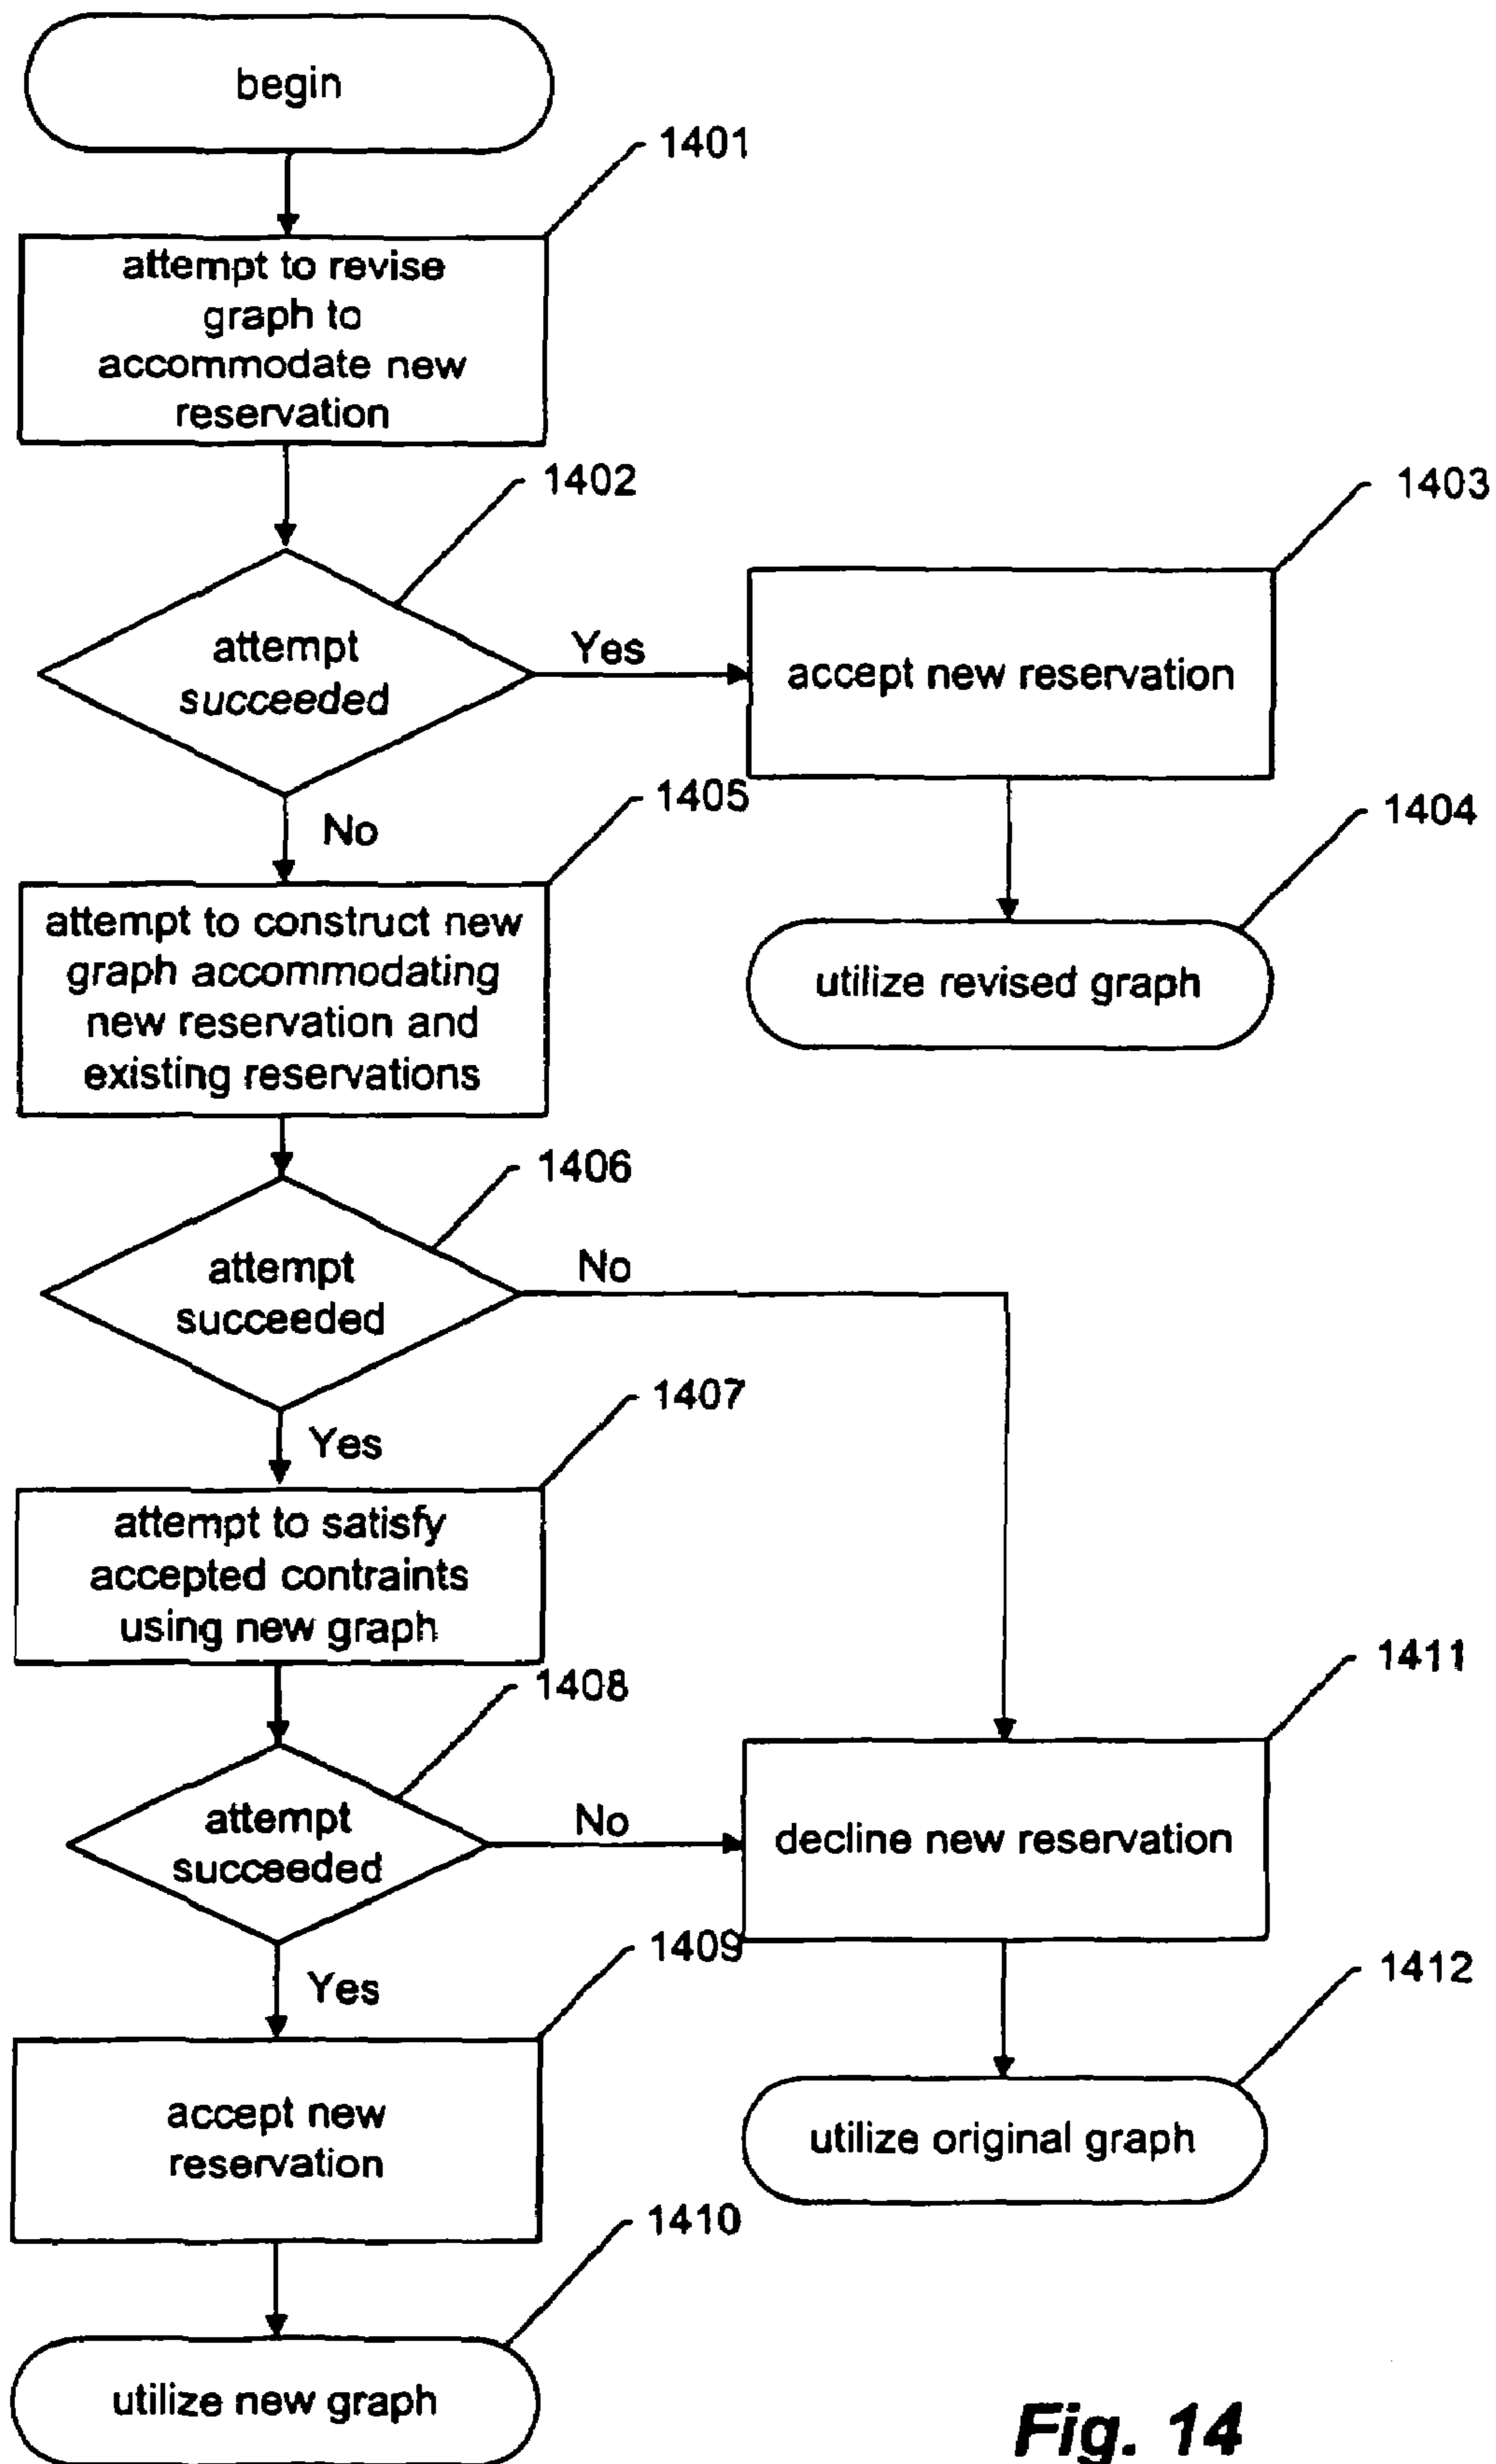 begin
1401
attempt to revise
graph to
accommodate new
reservation
1402
attempt
succeeded
Yes
1403
accept new reservation
No
1404
utilize revised graph
1405
attempt to construct new
graph accommodating
new reservation and
existing reservations
1406
attempt
succeeded
No
Yes
1407
attempt to satisfy
accepted contraints
using new graph
1408
attempt
succeeded
No
1411
decline new reservation
Yes
1409
accept new
reservation
1412
utilize original graph
1410
utilize new graph
Fig. 14